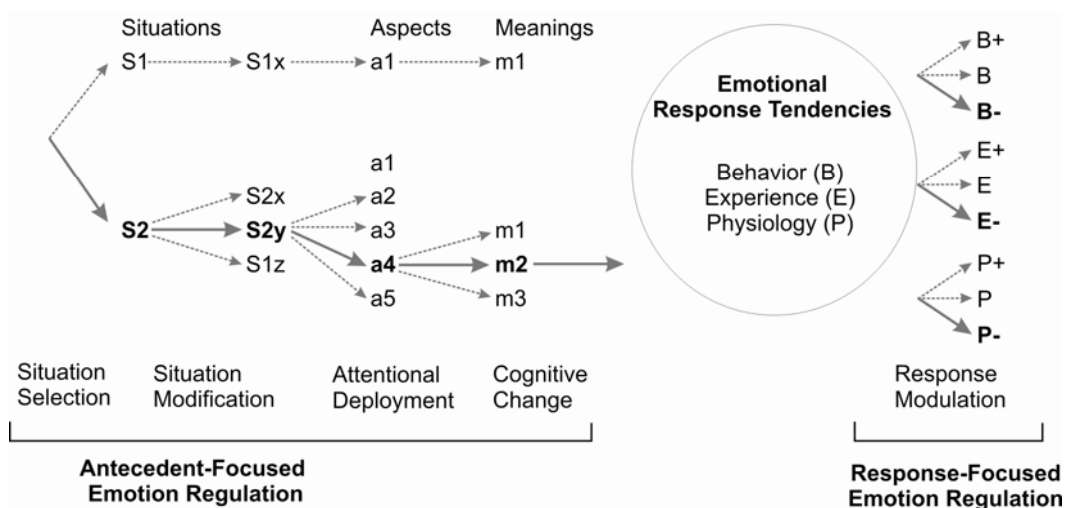 Situations Aspects Meanings
S1 S1x a1 m1
a1
S2x a2
S2 S2y a3 m1
a4 m2
S1z
a5 m3
Emotional
Response Tendencies
Behavior (B)
Experience (E)
Physiology (P)
B+
B
B-
E+
E
E-
P+
P
P-
Situation
Selection
Situation
Modification
Attentional
Deployment
Cognitive
Change
Response
Modulation
Antecedent-Focused
Emotion Regulation
Response-Focused
Emotion Regulation